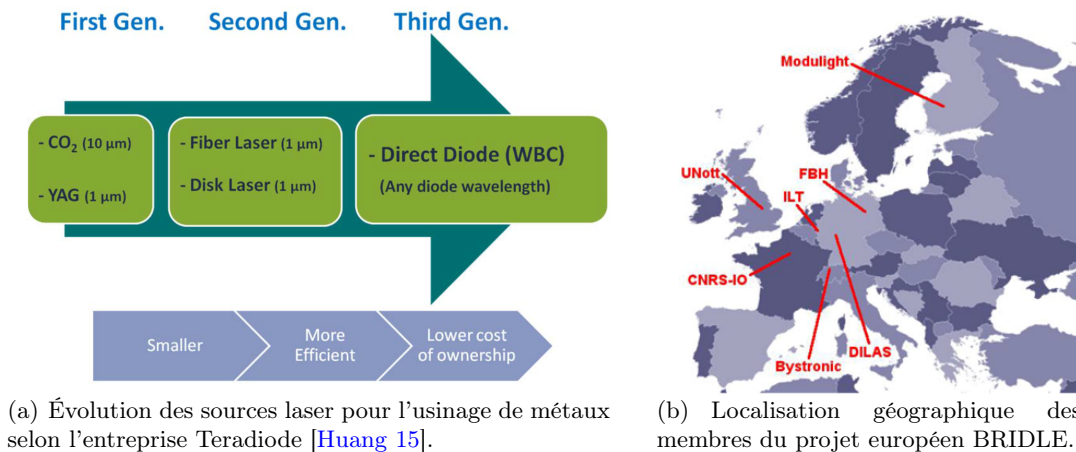 First Gen. Second Gen. Third Gen.
- CO₂ (10 µm)
- YAG (1 µm)
- Fiber Laser (1 µm)
- Disk Laser (1 µm)
- Direct Diode (WBC)
(Any diode wavelength)
Smaller
More
Efficient
Lower cost
of ownership
(a) Évolution des sources laser pour l'usinage de métaux
selon l'entreprise Teradiode [Huang 15].
Modulight
UNott
FBH
ILT
CNRS-IO
Bystronic
DILAS
(b) Localisation géographique des
membres du projet européen BRIDLE.